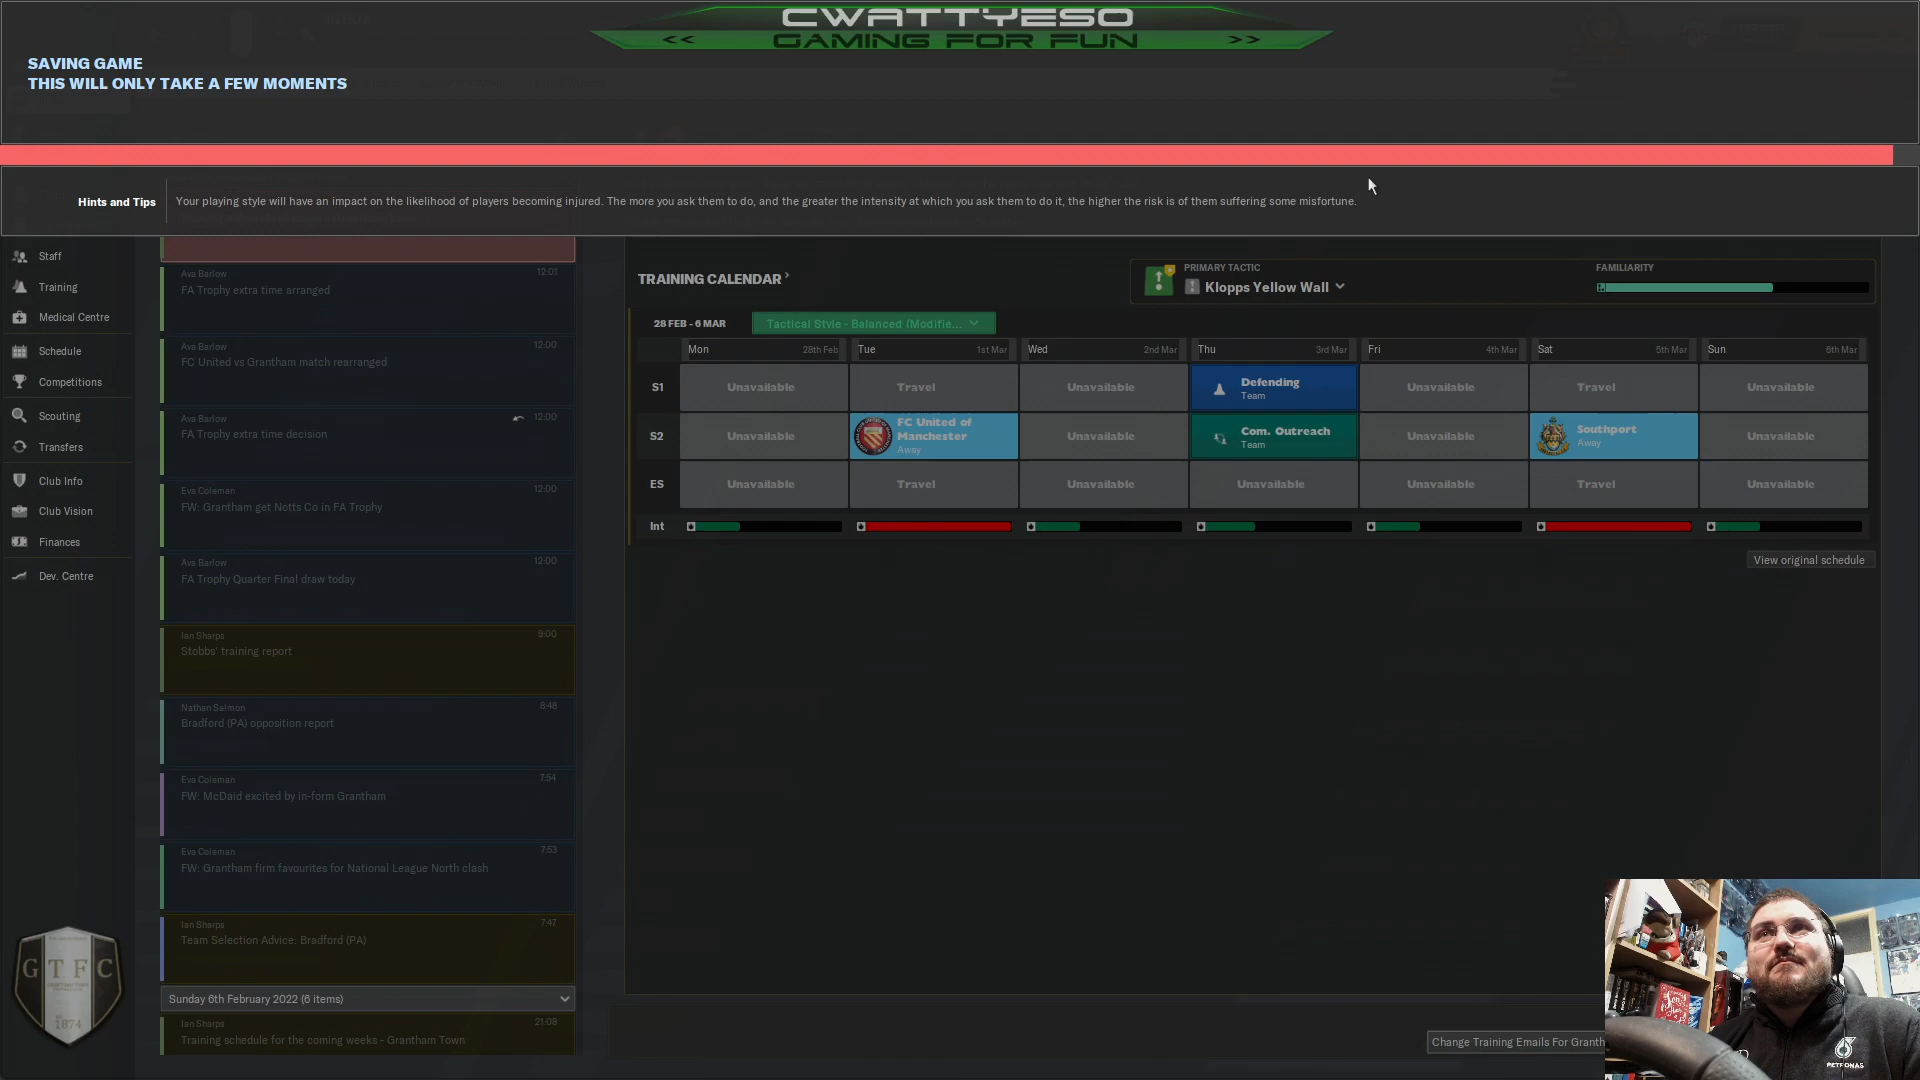 CWATTYESO
<< GAMING FOR FUN >>
SAVING GAME
THIS WILL ONLY TAKE A FEW MOMENTS
Hints and Tips
Your playing style will have an impact on the likelihood of players becoming injured. The more you ask them to do, and the greater the intensity at which you ask them to do it, the higher the risk is of them suffering some misfortune.
Staff
Training
Medical Centre
Schedule
Competitions
Scouting
Transfers
Club Info
Club Vision
Finances
Dev. Centre
GTFC
1874
Ava Barlow 12:01
FA Trophy extra time arranged
Ava Barlow 12:00
FC United vs Grantham match rearranged
Ava Barlow 12:00
FA Trophy extra time decision
Eva Coleman 12:00
FW: Grantham get Notts Co in FA Trophy
Ava Barlow 12:00
FA Trophy Quarter Final draw today
Ian Sharps 9:00
Stobbs' training report
Nathan Salmon 8:48
Bradford (PA) opposition report
Eva Coleman 7:54
FW: McDaid excited by in-form Grantham
Eva Coleman 7:53
FW: Grantham firm favourites for National League North clash
Ian Sharps 7:47
Team Selection Advice: Bradford (PA)
Sunday 6th February 2022 (6 items)
Ian Sharps 21:08
Training schedule for the coming weeks - Grantham Town
TRAINING CALENDAR
PRIMARY TACTIC
Klopps Yellow Wall
FAMILIARITY
28 FEB - 6 MAR Tactical Style - Balanced (Modifie...
Mon 28th Feb Tue 1st Mar Wed 2nd Mar Thu 3rd Mar Fri 4th Mar Sat 5th Mar Sun 6th Mar
S1 Unavailable Travel Unavailable Defending Team Unavailable Travel Unavailable
S2 Unavailable FC United of Manchester Away Unavailable Com. Outreach Team Unavailable Southport Away Unavailable
ES Unavailable Travel Unavailable Unavailable Unavailable Travel Unavailable
Int
View original schedule
Change Training Emails For Granth
PETRONAS